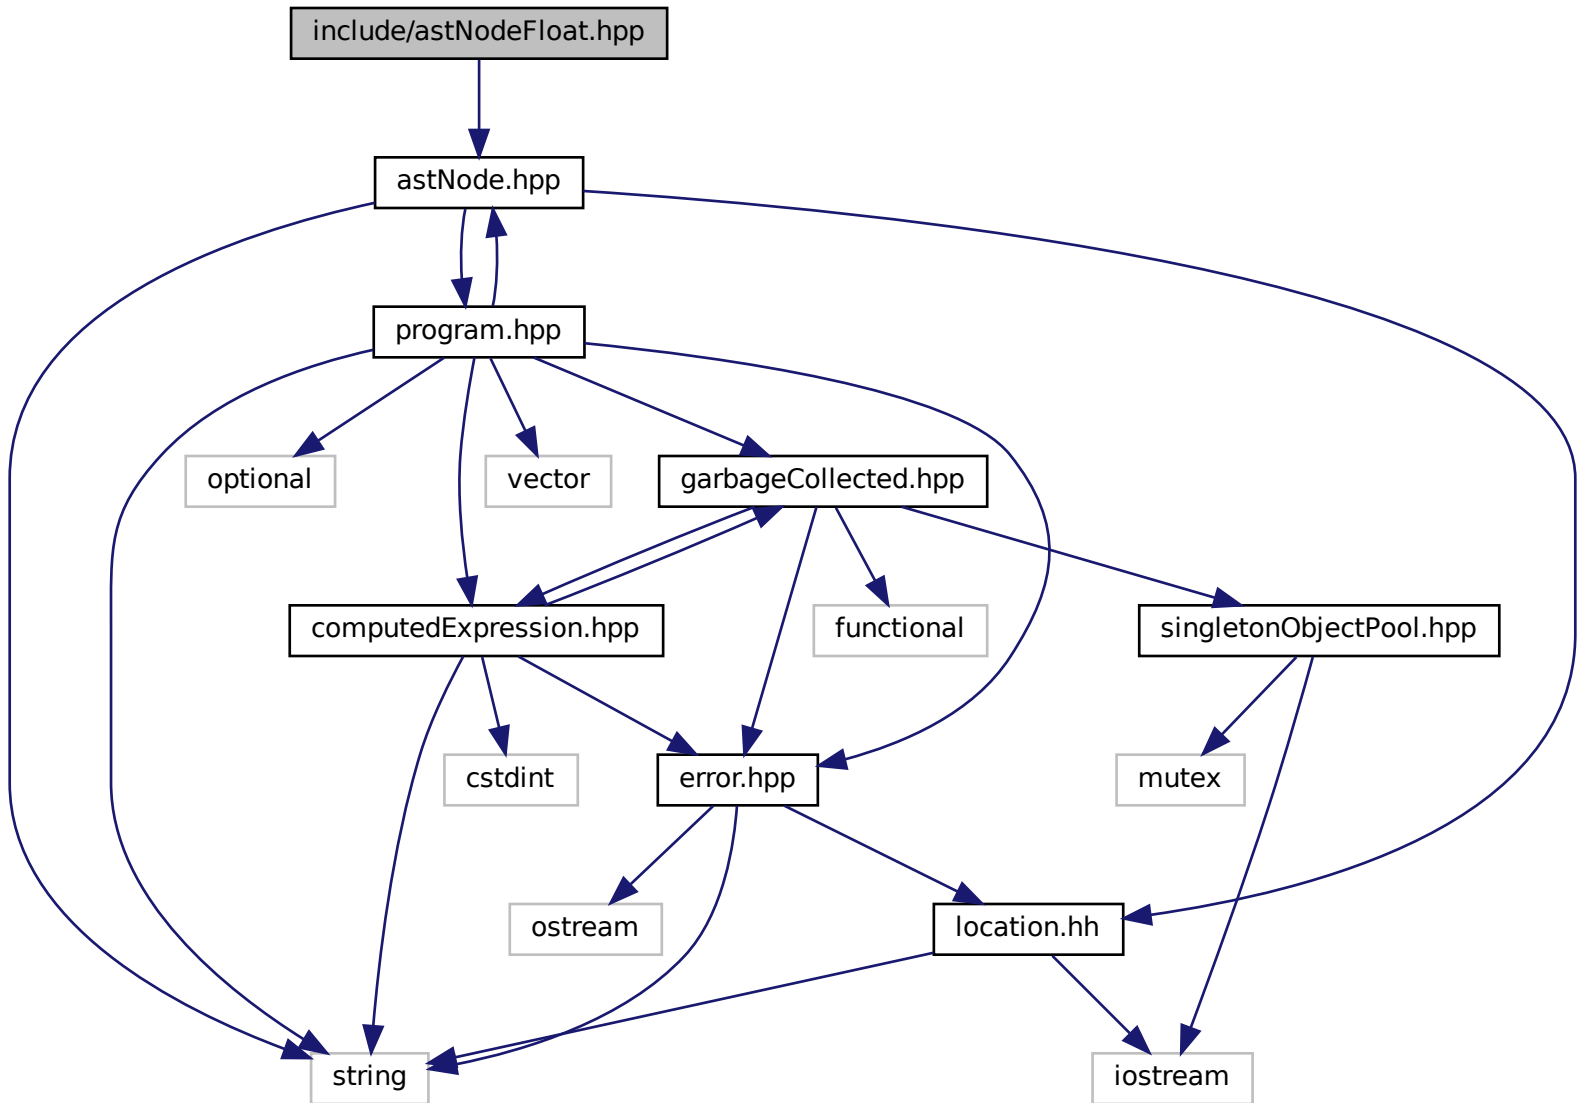 include/astNodeFloat.hpp
astNode.hpp
program.hpp
optional
vector
garbageCollected.hpp
computedExpression.hpp
functional
singletonObjectPool.hpp
cstdint
error.hpp
mutex
ostream
location.hh
string
iostream